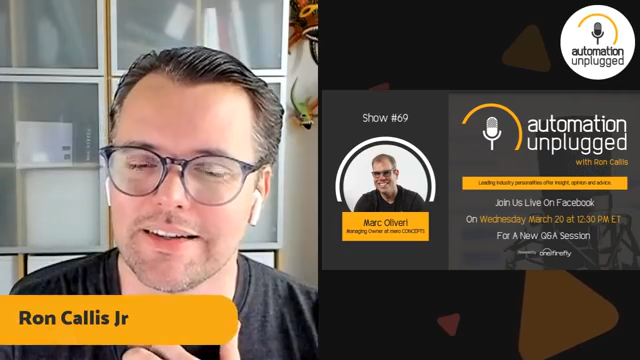 Ron Callis Jr
Show #69
Marc Oliveri
Managing Owner at maro CONCEPTS
automation
unplugged
with Ron Callis
Leading industry personalities offer insight, opinion and advice.
Join Us Live On Facebook
On Wednesday March 20 at 12:30 PM ET
For A New Q&A Session
onefirefly
automation
unplugged